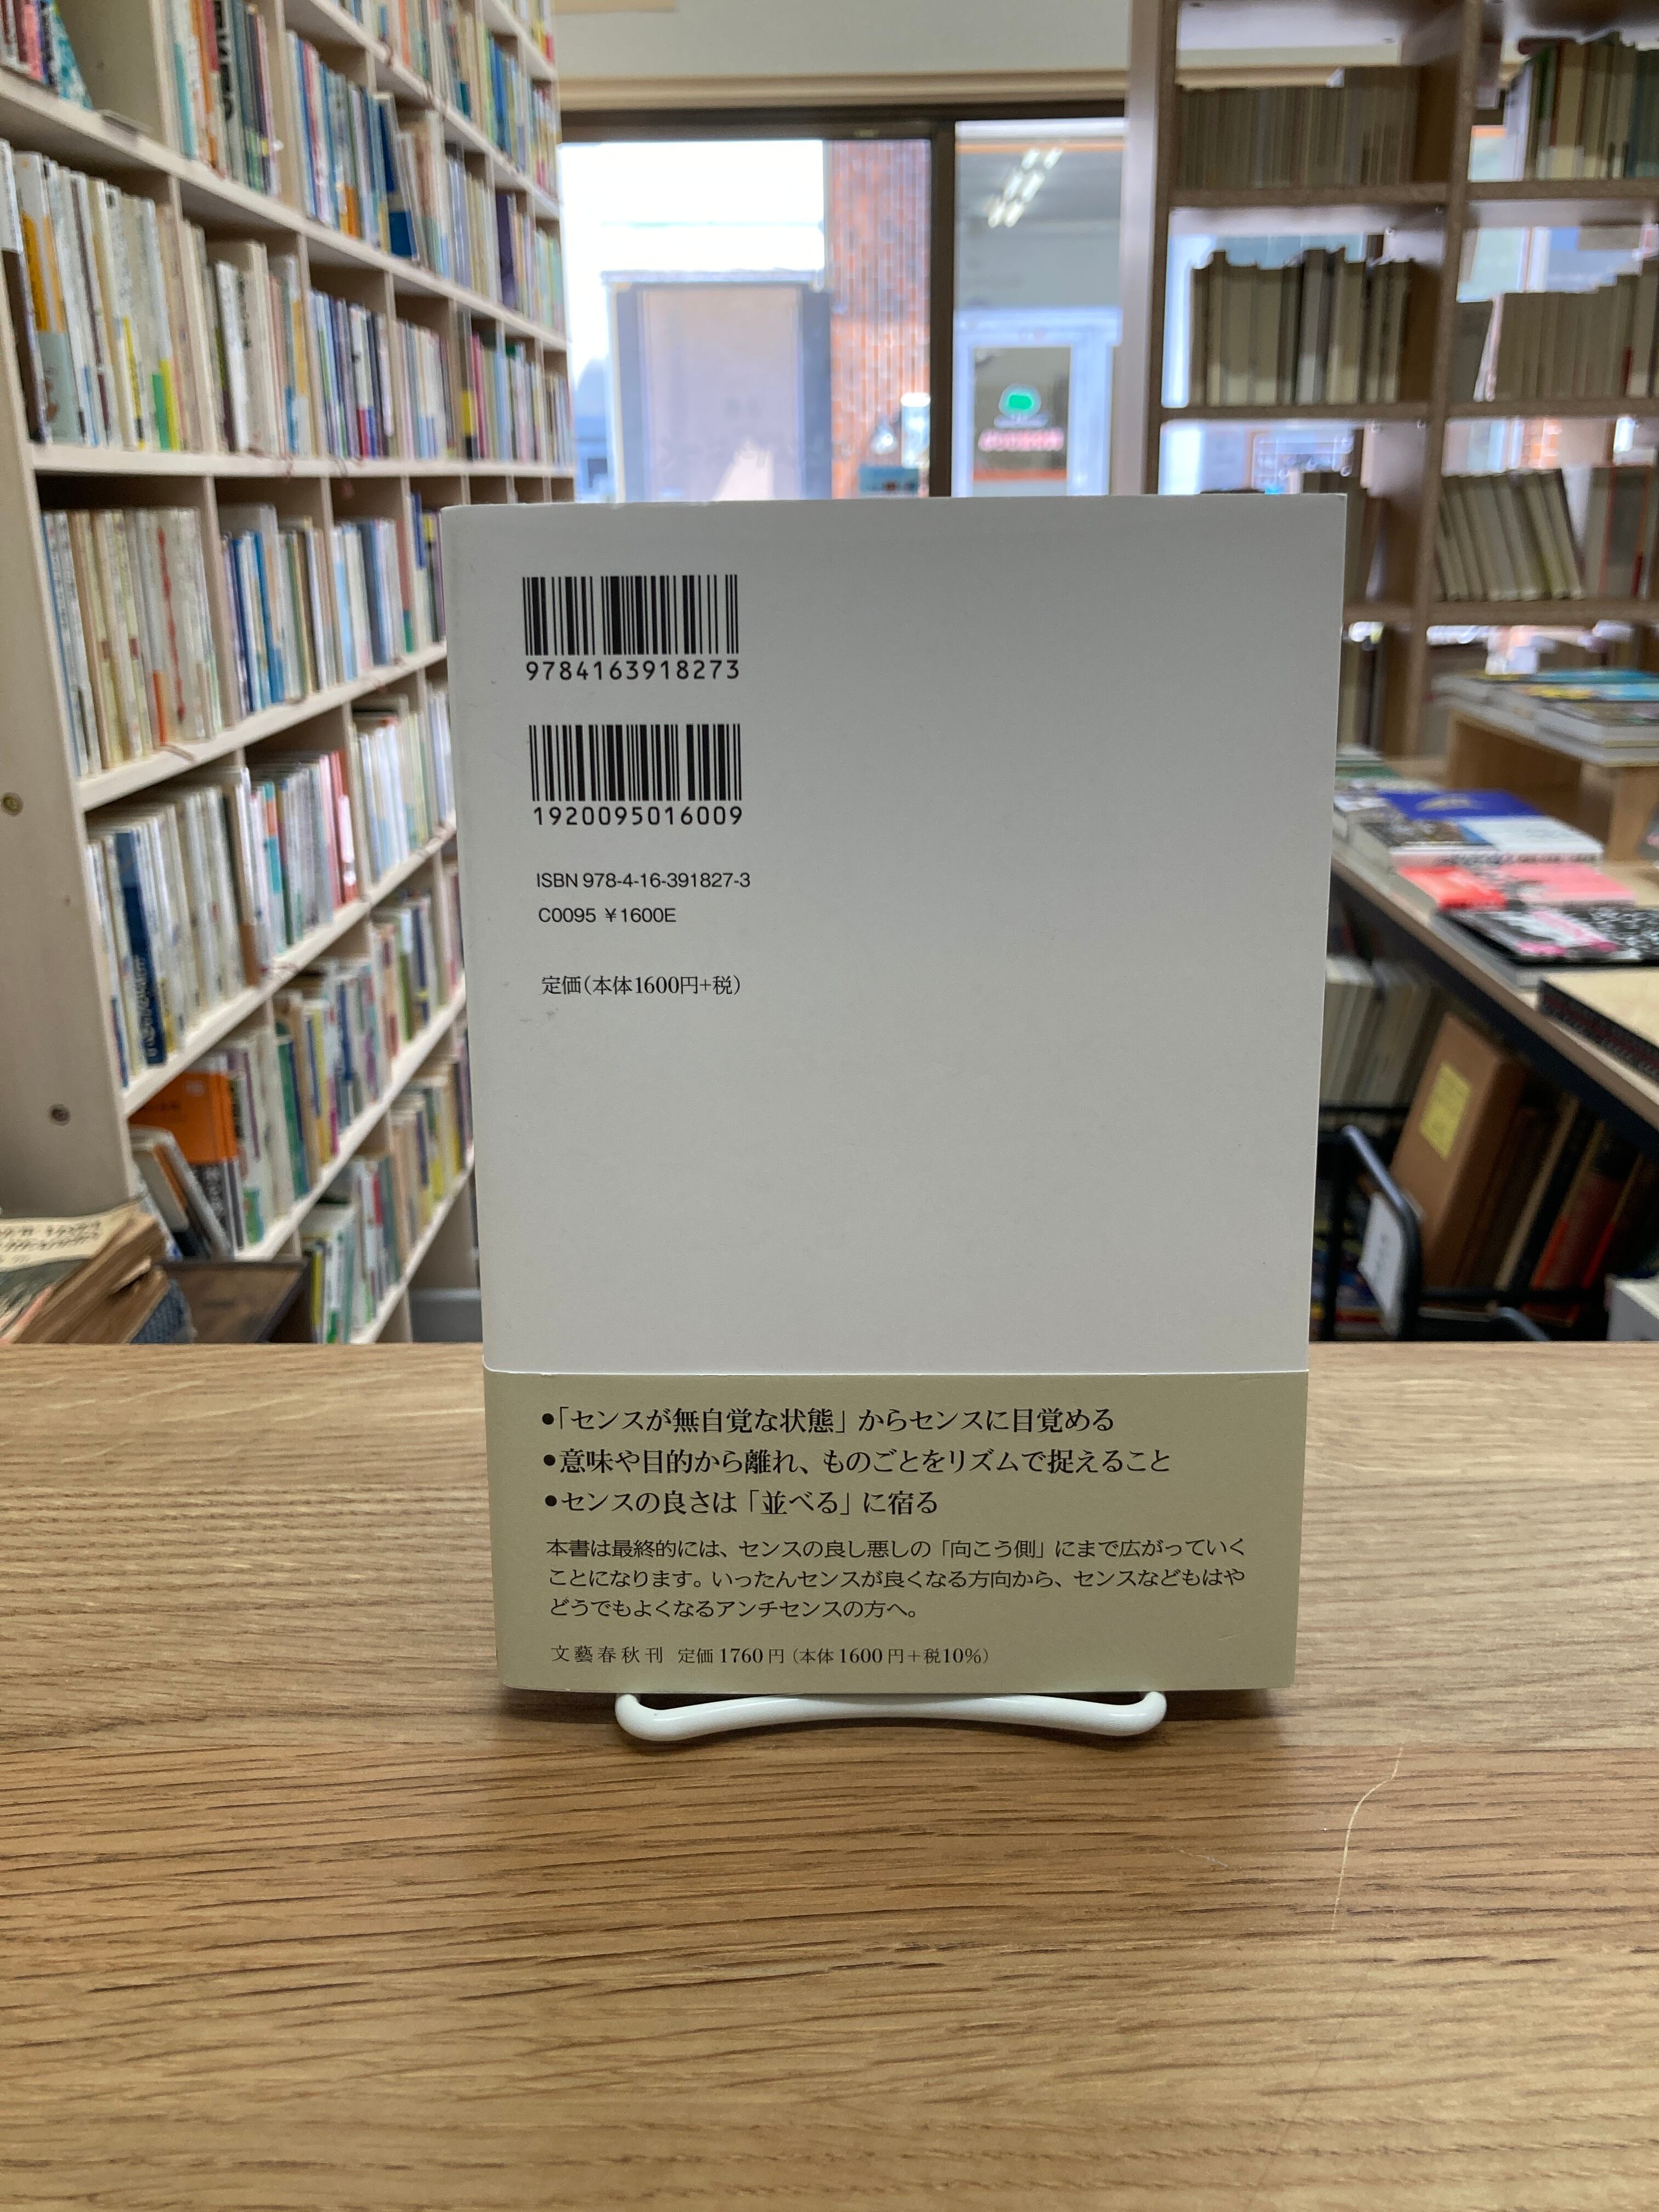 9784163918273
1920095016009
ISBN 978-4-16-391827-3
C0095 ¥1600E
定価(本体1600円+税)
●「センスが無自覚な状態」からセンスに目覚める
●意味や目的から離れ、ものごとをリズムで捉えること
●センスの良さは「並べる」に宿る
本書は最終的には、センスの良し悪しの「向こう側」にまで広がっていく
ことになります。いったんセンスが良くなる方向から、センスなどもはや
どうでもよくなるアンチセンスの方へ。
文藝春秋刊 定価1760円(本体1600円+税10%)